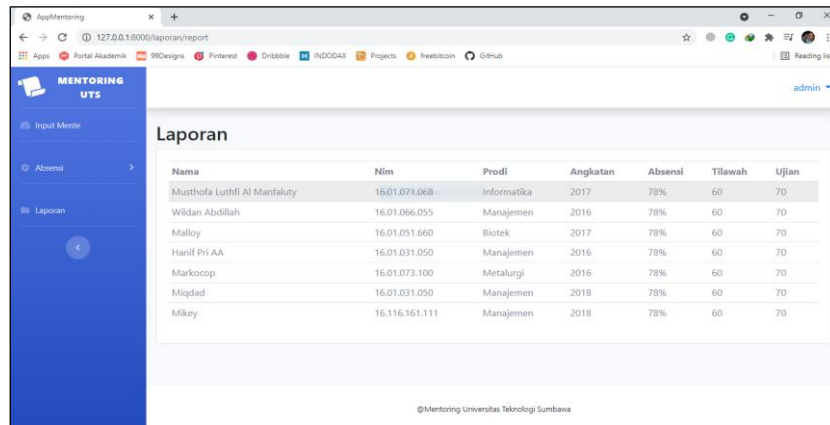 AppMentoring
127.0.0.1:8000/laporan/report
Apps Portal Akademik 99Designs Pinterest Dribbble INDODAX Projects freebitcoin GitHub Reading lis
MENTORING
UTS
admin
Input Mente
Laporan
Absensi
Laporan
Nama Nim Prodi Angkatan Absensi Tilawah Ujian
Musthofa Luthfi Al Manfaluty 16.01.071.068 Informatika 2017 78% 60 70
Wildan Abdillah 16.01.066.055 Manajemen 2016 78% 60 70
Malloy 16.01.051.660 Biotek 2017 78% 60 70
Hanif Pri AA 16.01.031.050 Manajemen 2016 78% 60 70
Markocop 16.01.073.100 Metalurgi 2016 78% 60 70
Miqdad 16.01.031.050 Manajemen 2018 78% 60 70
Mikey 16.116.161.111 Manajemen 2018 78% 60 70
@Mentoring Universitas Teknologi Sumbawa